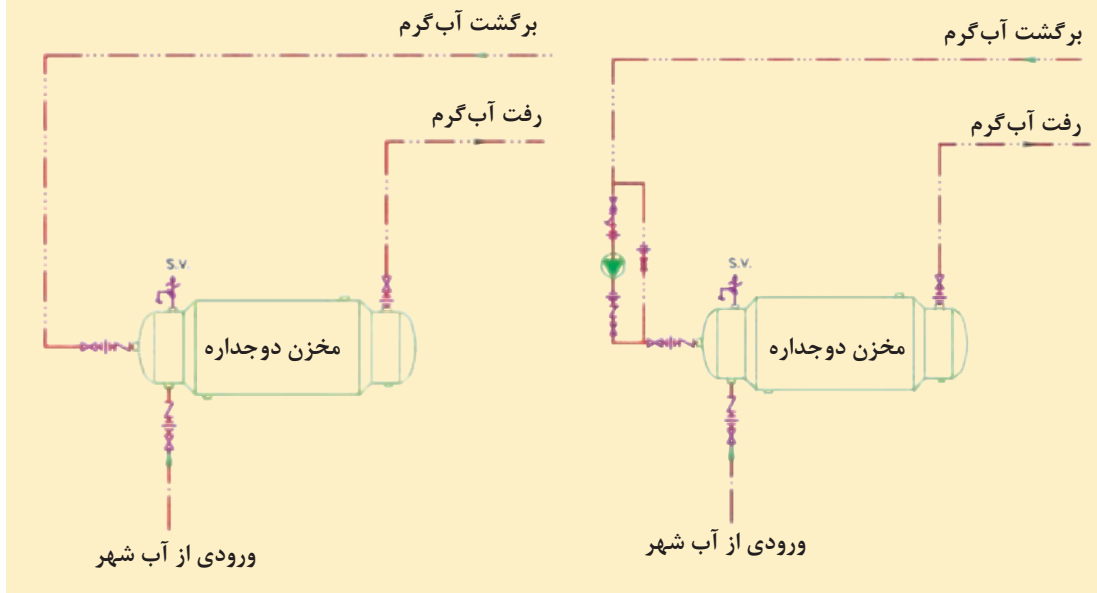 برگشت آب‌گرم
رفت آب‌گرم
S.V.
مخزن دوجداره
ورودی از آب شهر
برگشت آب‌گرم
رفت آب‌گرم
S.V.
مخزن دوجداره
ورودی از آب شهر